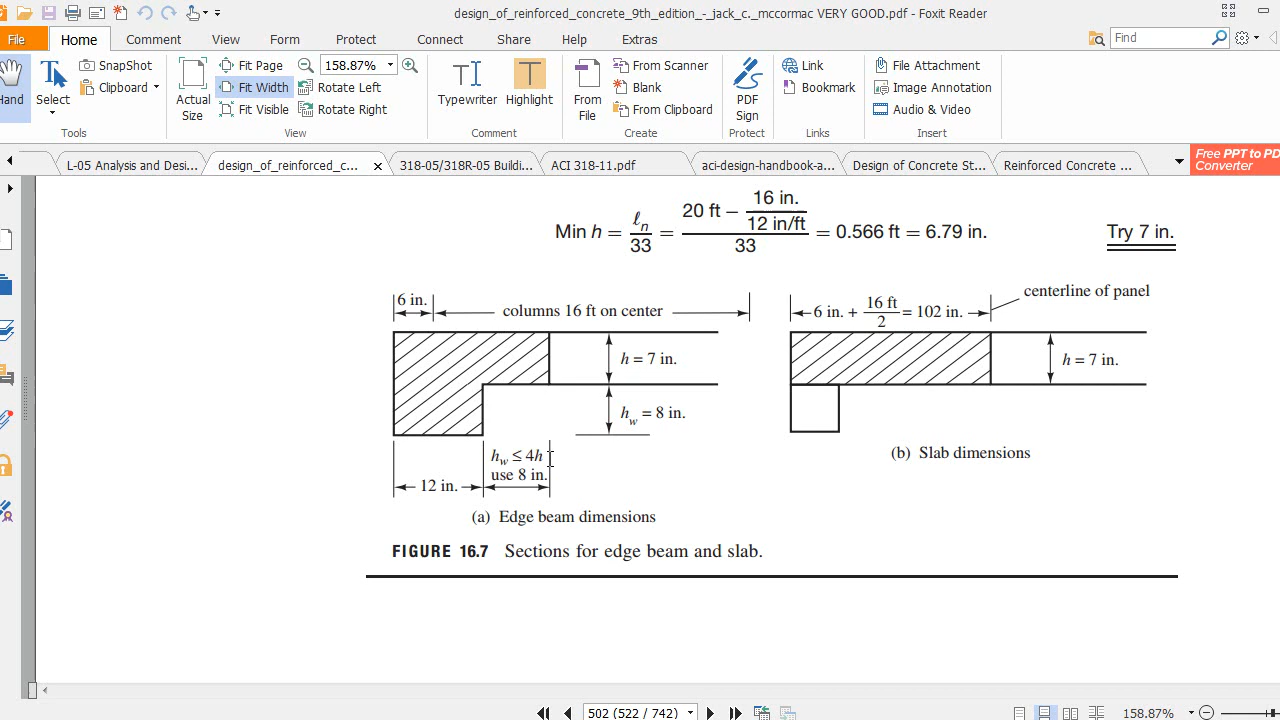 design_of_reinforced_concrete_9th_edition_-_jack_c._mccormac VERY GOOD.pdf - Foxit Reader
File Home Comment View Form Protect Connect Share Help Extras Find
Hand
Select
SnapShot
Clipboard
Actual Size
Fit Page
Fit Width
Fit Visible
158.87%
Rotate Left
Rotate Right
Typewriter
Highlight
From File
From Scanner
Blank
From Clipboard
PDF Sign
Link
Bookmark
File Attachment
Image Annotation
Audio & Video
Tools View Comment Create Protect Links Insert
L-05 Analysis and Desi... design_of_reinforced_c... 318-05/318R-05 Buildi... ACI 318-11.pdf aci-design-handbook-a... Design of Concrete St... Reinforced Concrete ...
Free PPT to PD
Converter
Min h = ℓn/33 = (20 ft − 16 in./12 in/ft)/33 = 0.566 ft = 6.79 in. Try 7 in.
6 in.
columns 16 ft on center
h = 7 in.
hw = 8 in.
hw ≤ 4h
use 8 in.
12 in.
(a) Edge beam dimensions
6 in. + 16 ft/2 = 102 in.
centerline of panel
h = 7 in.
(b) Slab dimensions
FIGURE 16.7 Sections for edge beam and slab.
502 (522 / 742)
158.87%